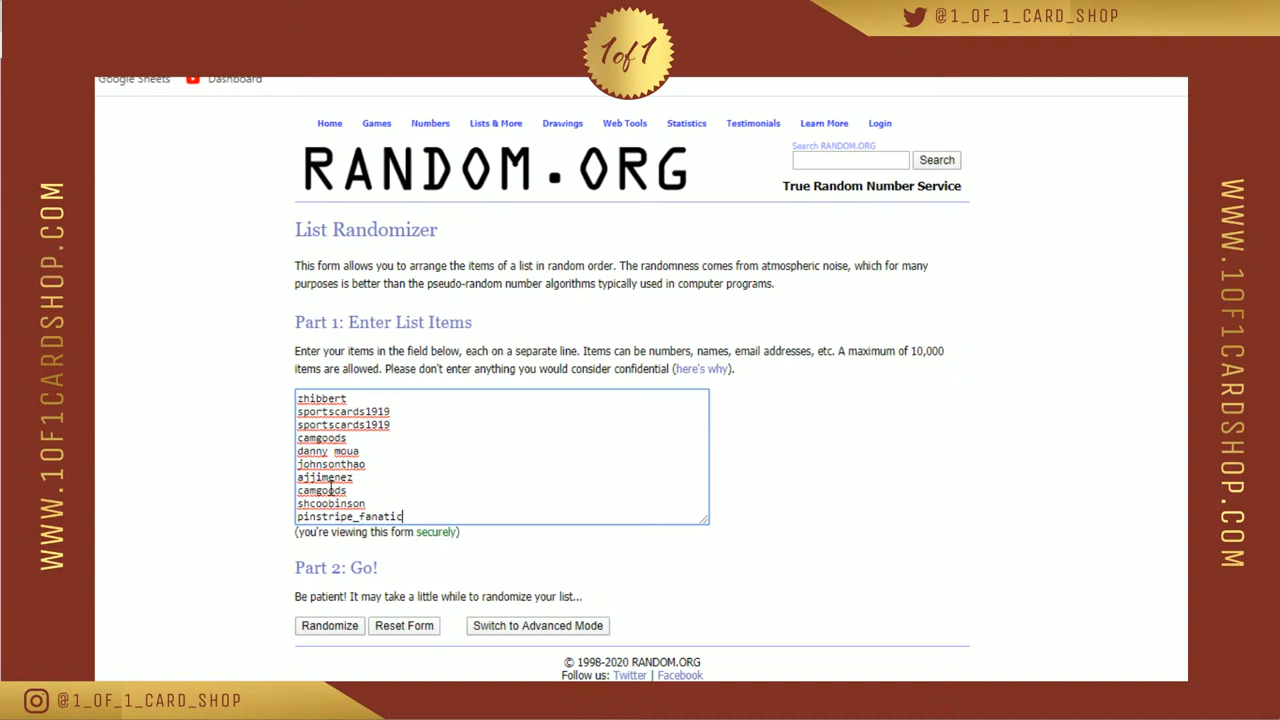 @1_OF_1_CARD_SHOP
1of1
Google Sheets Dashboard
Home Games Numbers Lists & More Drawings Web Tools Statistics Testimonials Learn More Login
RANDOM.ORG
Search RANDOM.ORG
Search
True Random Number Service
List Randomizer
This form allows you to arrange the items of a list in random order. The randomness comes from atmospheric noise, which for many
purposes is better than the pseudo-random number algorithms typically used in computer programs.
Part 1: Enter List Items
Enter your items in the field below, each on a separate line. Items can be numbers, names, email addresses, etc. A maximum of 10,000
items are allowed. Please don't enter anything you would consider confidential (here's why).
zhibbert
sportscards1919
sportscards1919
camgoods
danny moua
johnsonthao
ajjimenez
camgoods
shcoobinson
pinstripe_fanatic
(you're viewing this form securely)
Part 2: Go!
Be patient! It may take a little while to randomize your list...
Randomize Reset Form Switch to Advanced Mode
© 1998-2020 RANDOM.ORG
Follow us: Twitter | Facebook
WWW.1OF1CARDSHOP.COM
WWW.1OF1CARDSHOP.COM
@1_OF_1_CARD_SHOP